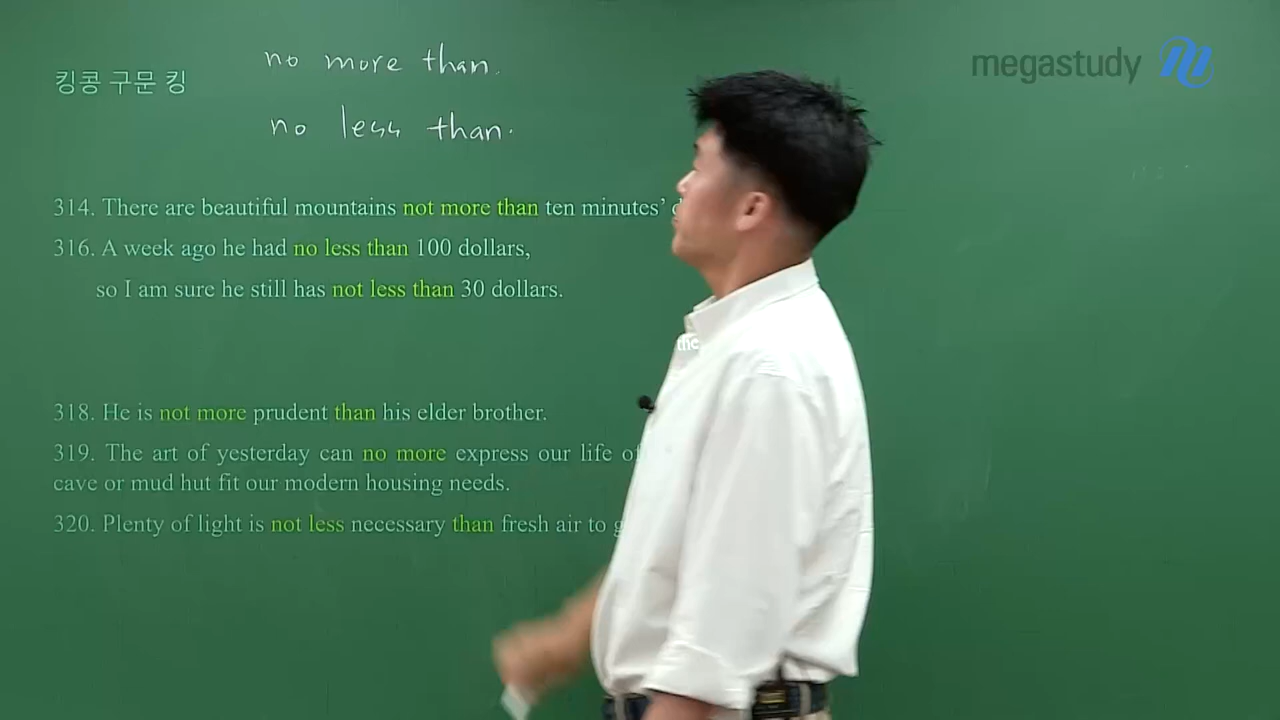 no more than.
킹콩 구문 킹
no less than.
megastudy
314. There are beautiful mountains not more than ten minutes’
316. A week ago he had no less than 100 dollars,
so I am sure he still has not less than 30 dollars.
the
318. He is not more prudent than his elder brother.
319. The art of yesterday can no more express our life
cave or mud hut fit our modern housing needs.
320. Plenty of light is not less necessary than fresh air to